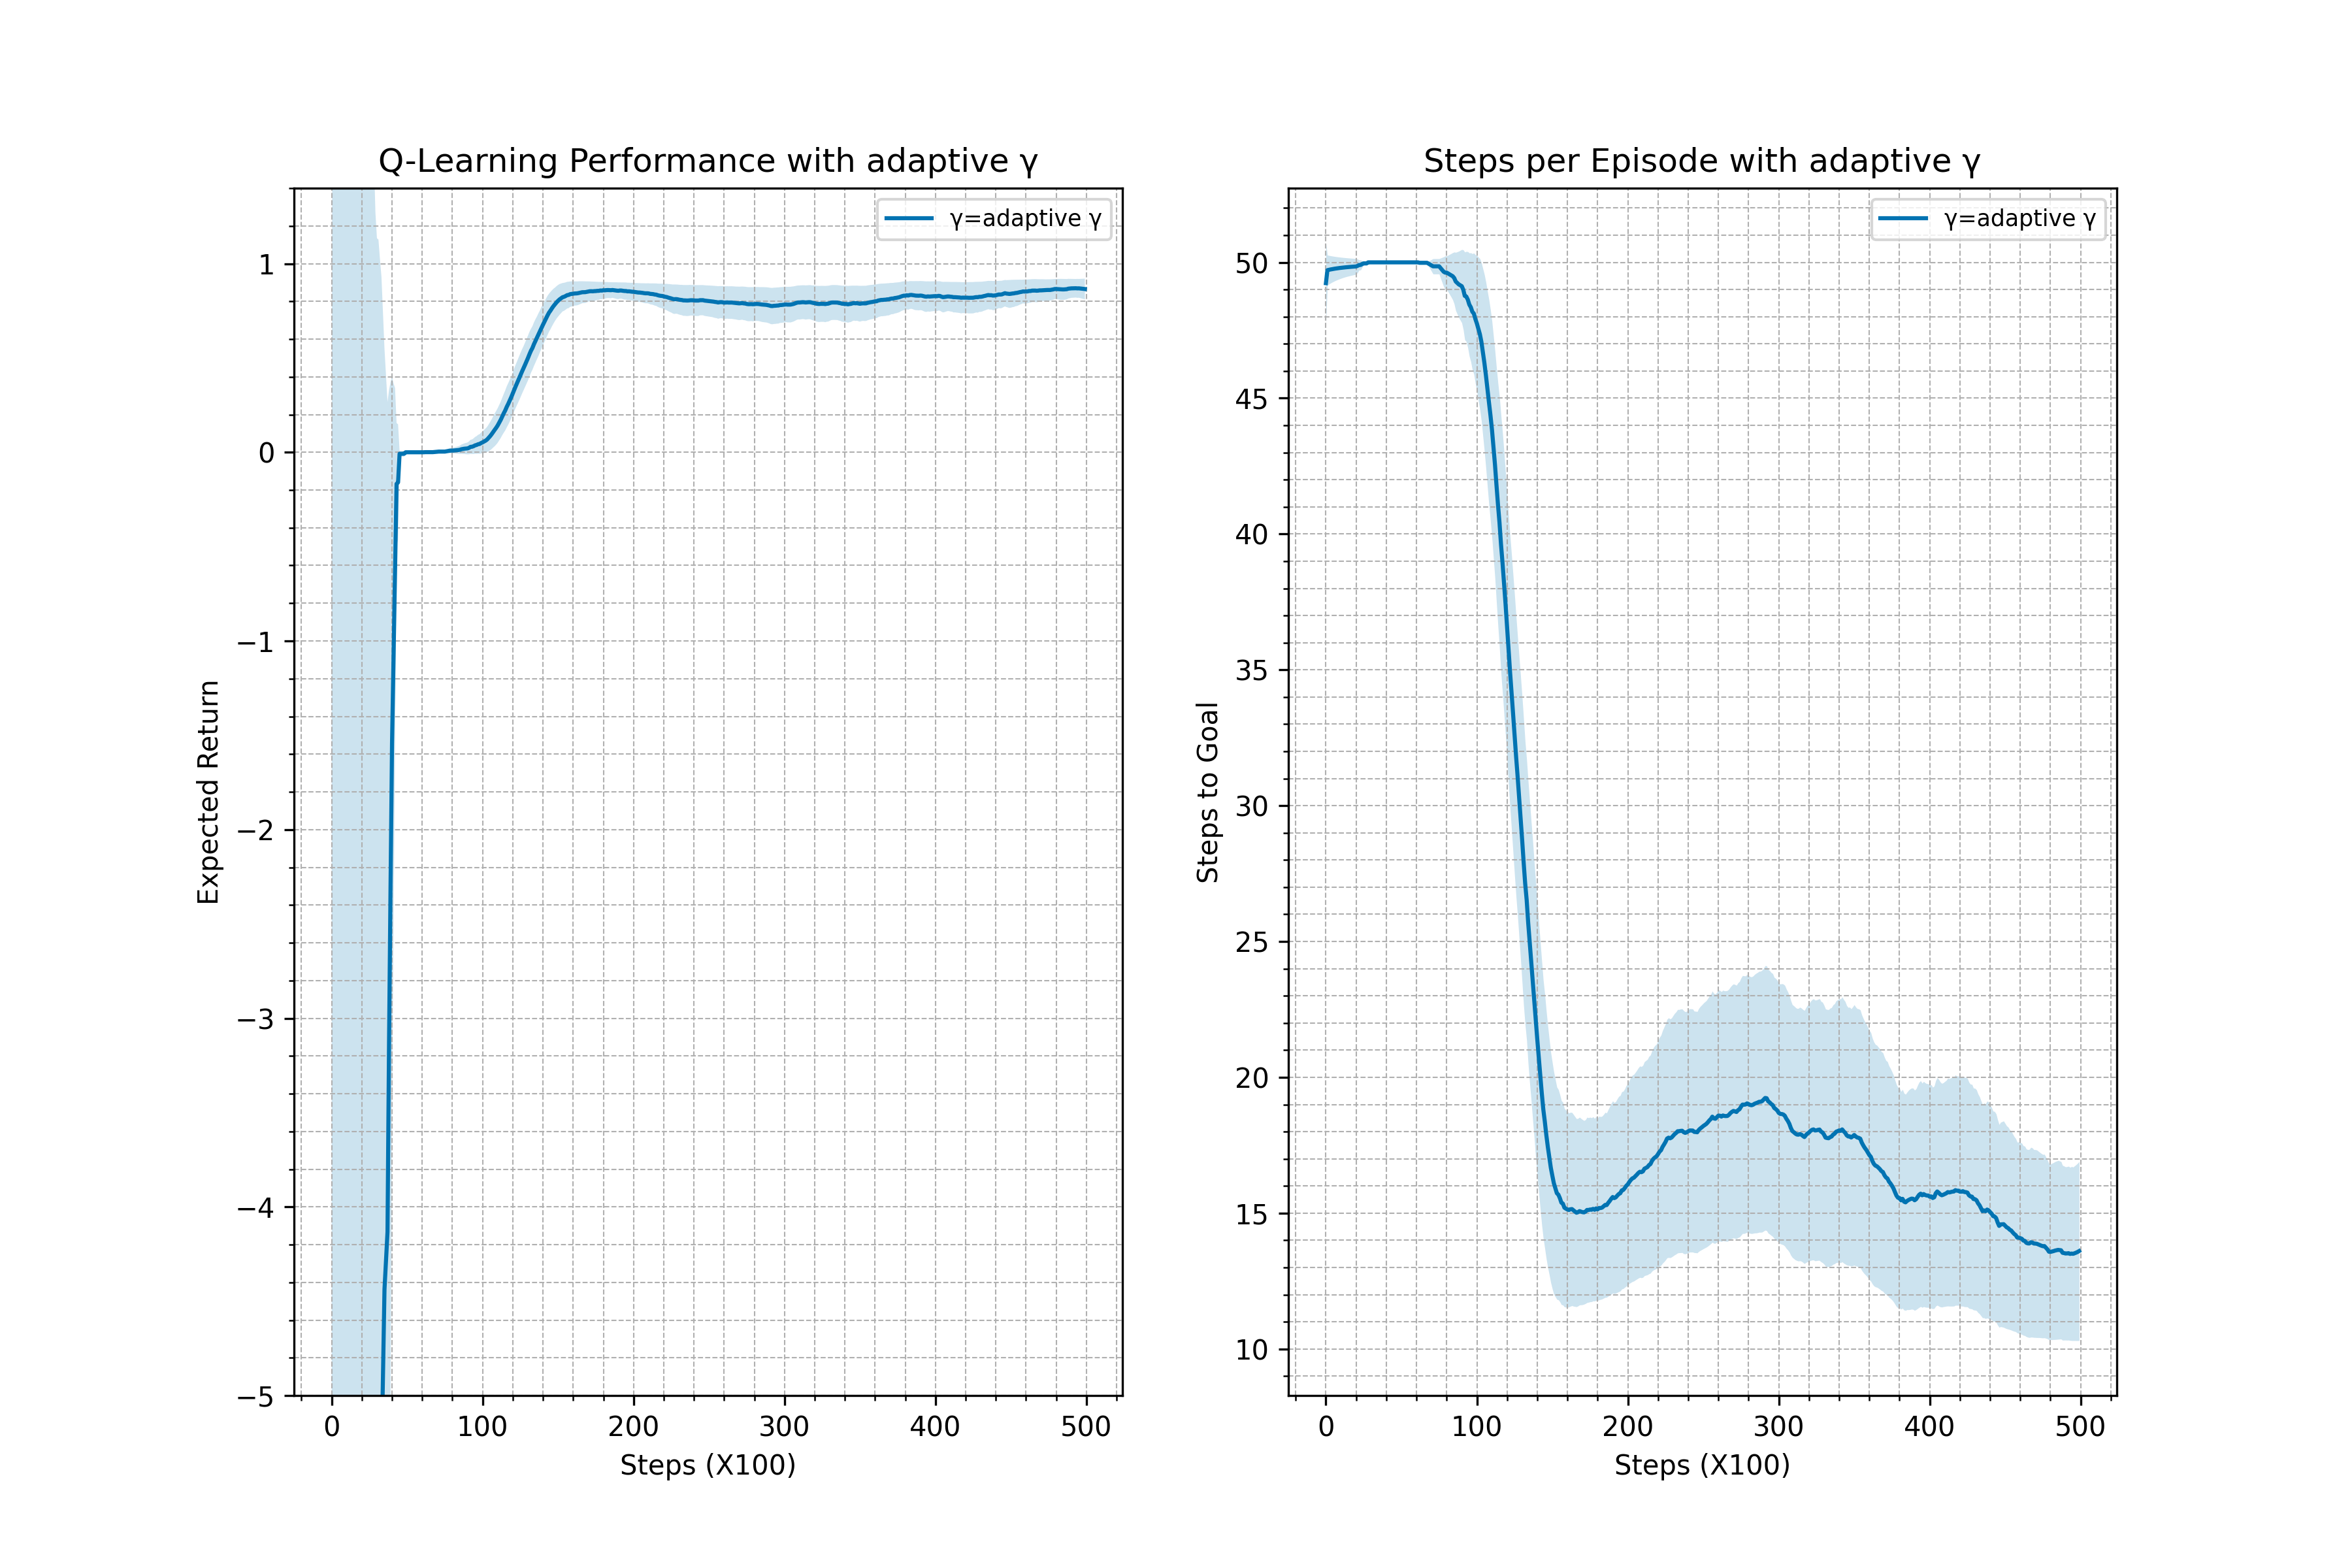 Q-Learning Performance with adaptive γ
γ=adaptive γ
Expected Return
1
0
−1
−2
−3
−4
−5
0 100 200 300 400 500
Steps (X100)
Steps per Episode with adaptive γ
γ=adaptive γ
Steps to Goal
50
45
40
35
30
25
20
15
10
0 100 200 300 400 500
Steps (X100)